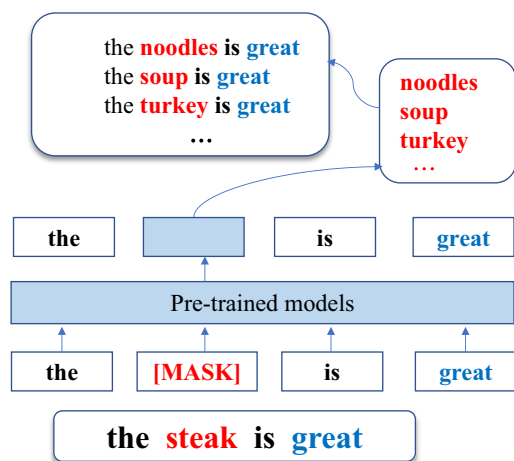 the noodles is great
the soup is great
the turkey is great
...
noodles
soup
turkey
...
the is great
Pre-trained models
the [MASK] is great
the steak is great